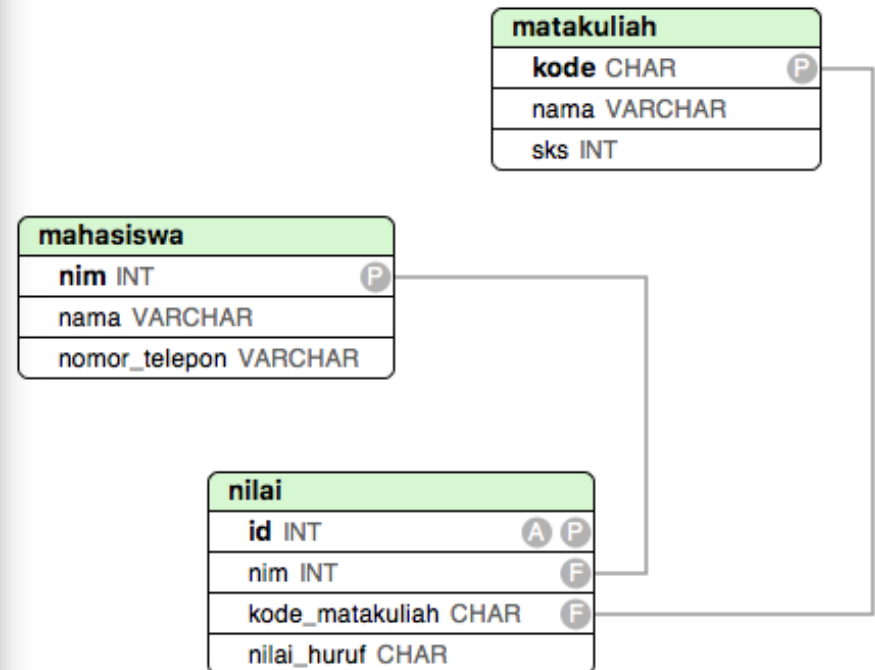 matakuliah
kode CHAR P
nama VARCHAR
sks INT
mahasiswa
nim INT P
nama VARCHAR
nomor_telepon VARCHAR
nilai
id INT A P
nim INT F
kode_matakuliah CHAR F
nilai_huruf CHAR